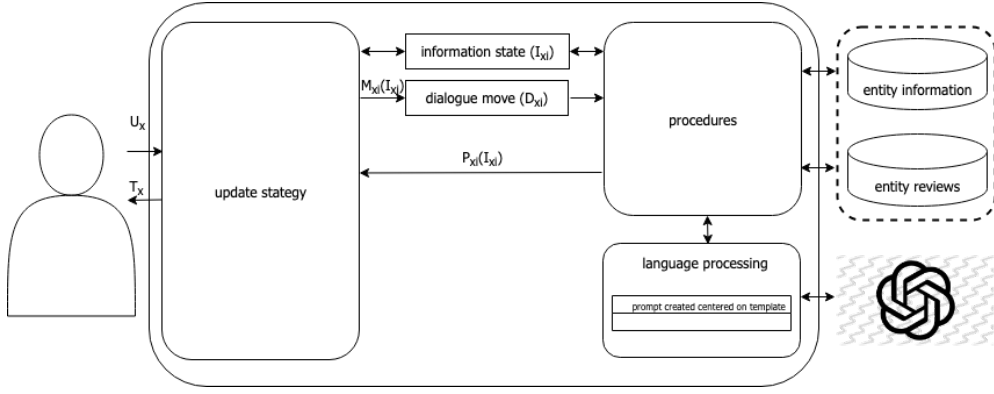 information state (Ixi)
Mxi(Ixi)
dialogue move (Dxi)
procedures
entity information
Ux
Pxi(Ixi)
Tx
update stategy
entity reviews
language processing
prompt created centered on template